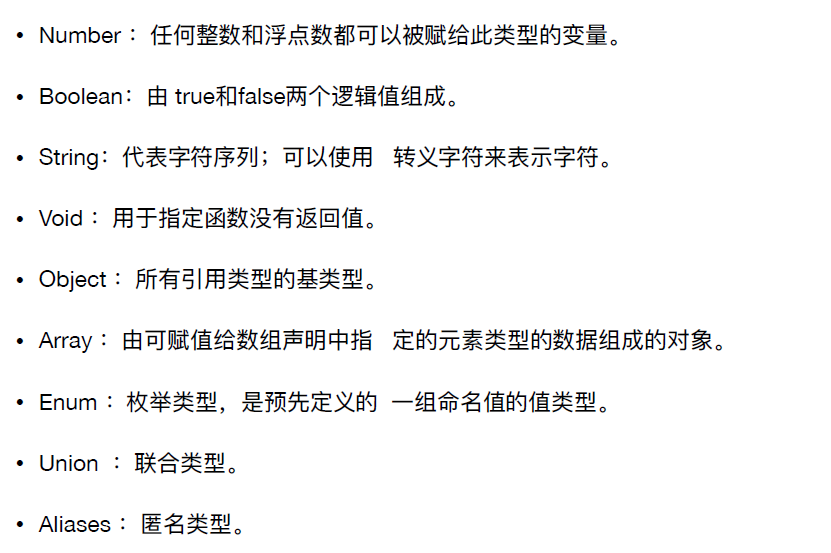 • Number： 任何整数和浮点数都可以被赋给此类型的变量。
• Boolean：由 true和false两个逻辑值组成。
• String：代表字符序列；可以使用 转义字符来表示字符。
• Void： 用于指定函数没有返回值。
• Object： 所有引用类型的基类型。
• Array： 由可赋值给数组声明中指 定的元素类型的数据组成的对象。
• Enum： 枚举类型，是预先定义的 一组命名值的值类型。
• Union ： 联合类型。
• Aliases： 匿名类型。